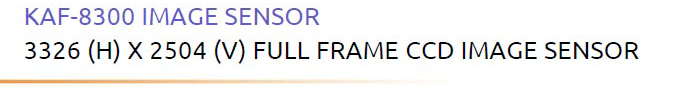 KAF-8300 IMAGE SENSOR
3326 (H) X 2504 (V) FULL FRAME CCD IMAGE SENSOR